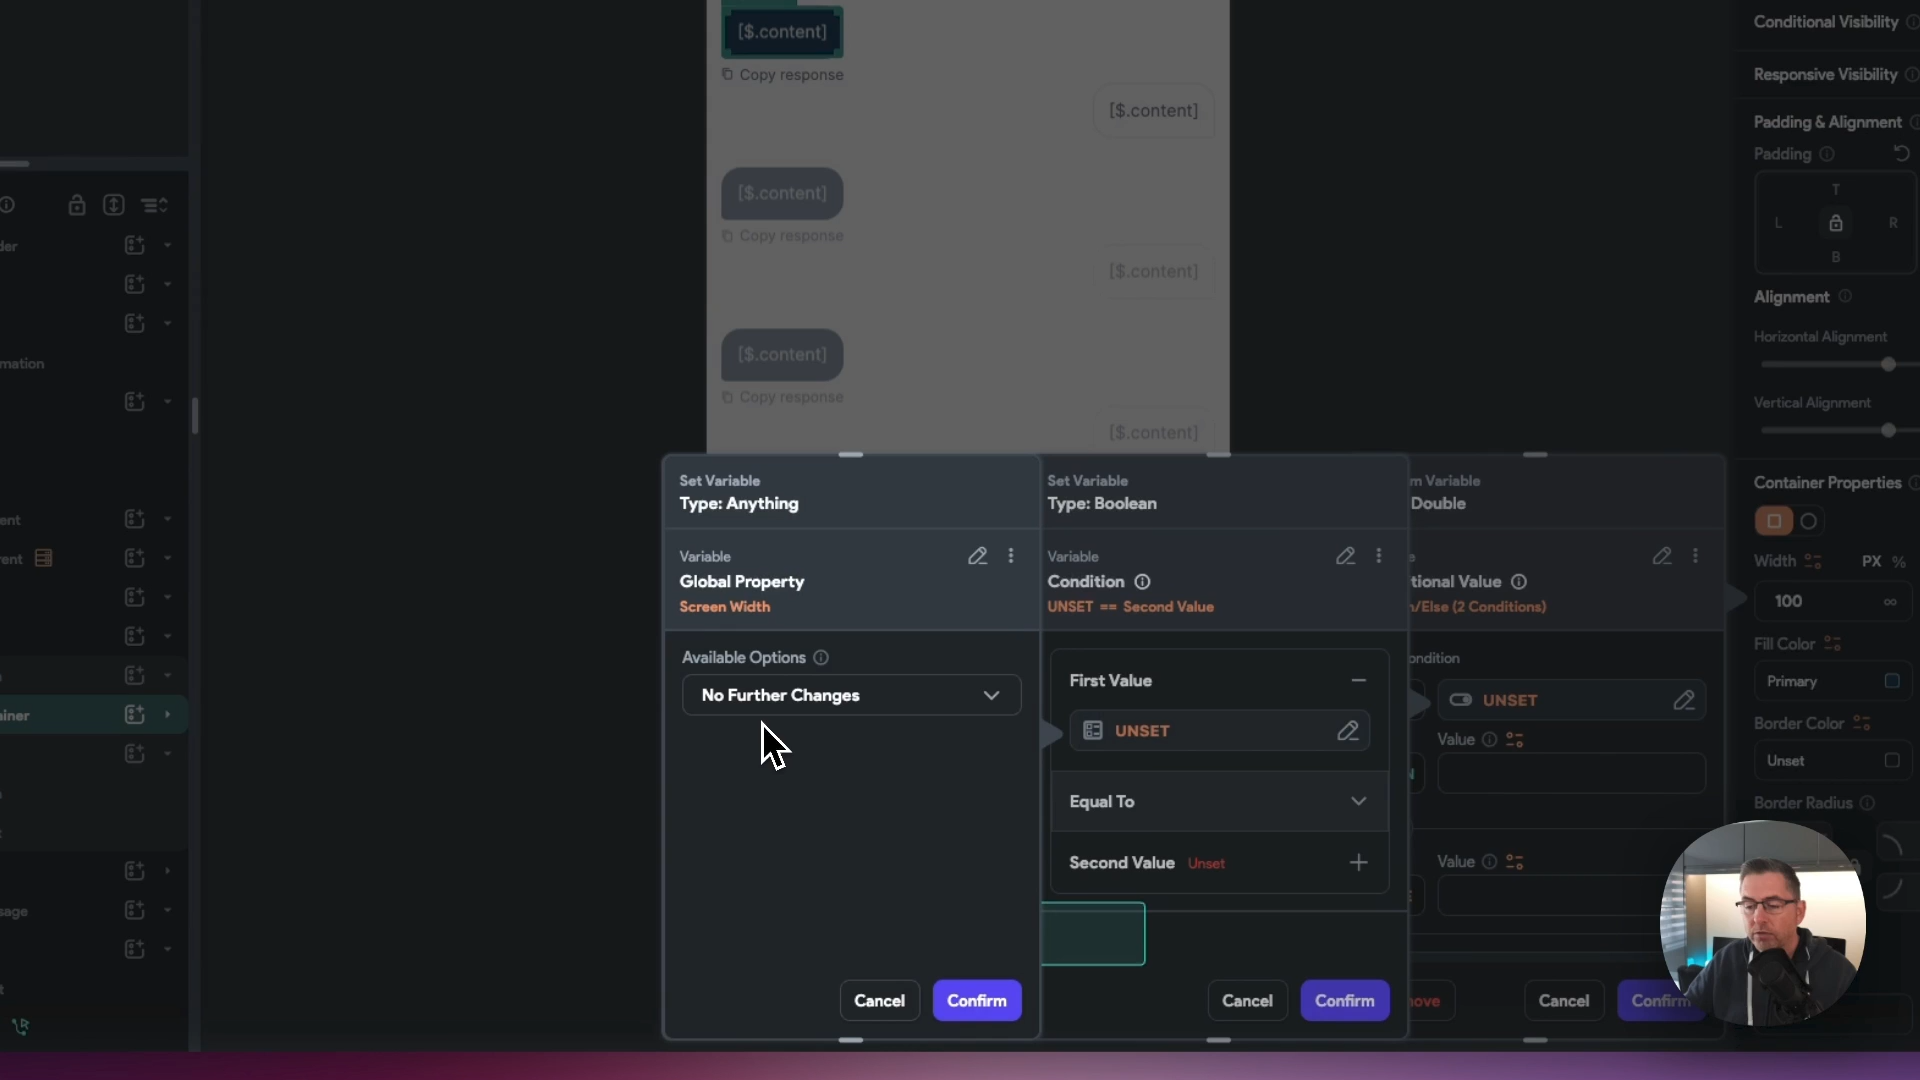 [$.content]
Copy response
[$.content]
[$.content]
Copy response
[$.content]
[$.content]
Copy response
[$.content]
der
mation
ent
rent
ainer
sage
Set Variable
Type: Anything
Variable
Global Property
Screen Width
Available Options
No Further Changes
Cancel
Confirm
Set Variable
Type: Boolean
Variable
Condition
UNSET == Second Value
First Value
UNSET
Equal To
Second Value Unset
Cancel
Confirm
m Variable
Double
tional Value
n/Else (2 Conditions)
ondition
UNSET
Value
Value
ove
Cancel
Confirm
Conditional Visibility
Responsive Visibility
Padding & Alignment
Padding
T
L
R
B
Alignment
Horizontal Alignment
Vertical Alignment
Container Properties
Width PX %
100 ∞
Fill Color
Primary
Border Color
Unset
Border Radius